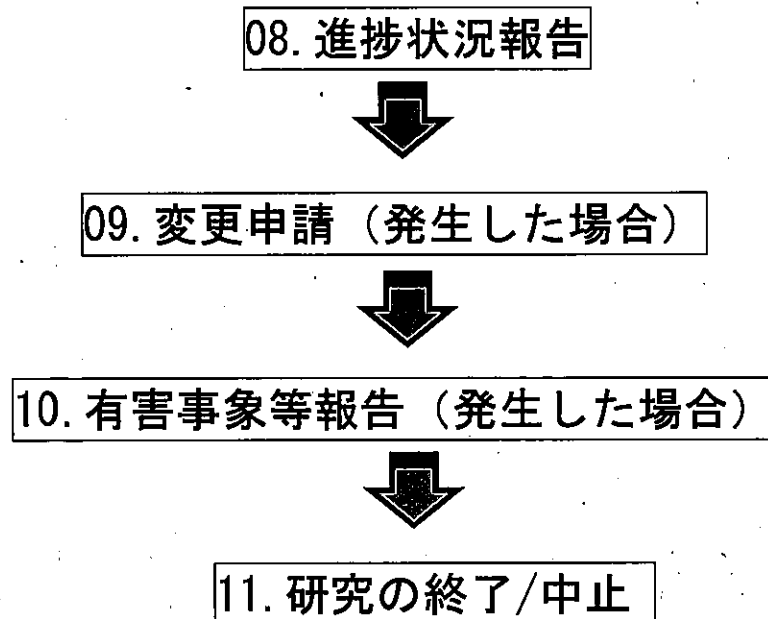 08. 進捗状況報告
09. 変更申請（発生した場合）
10. 有害事象等報告（発生した場合）
11. 研究の終了/中止